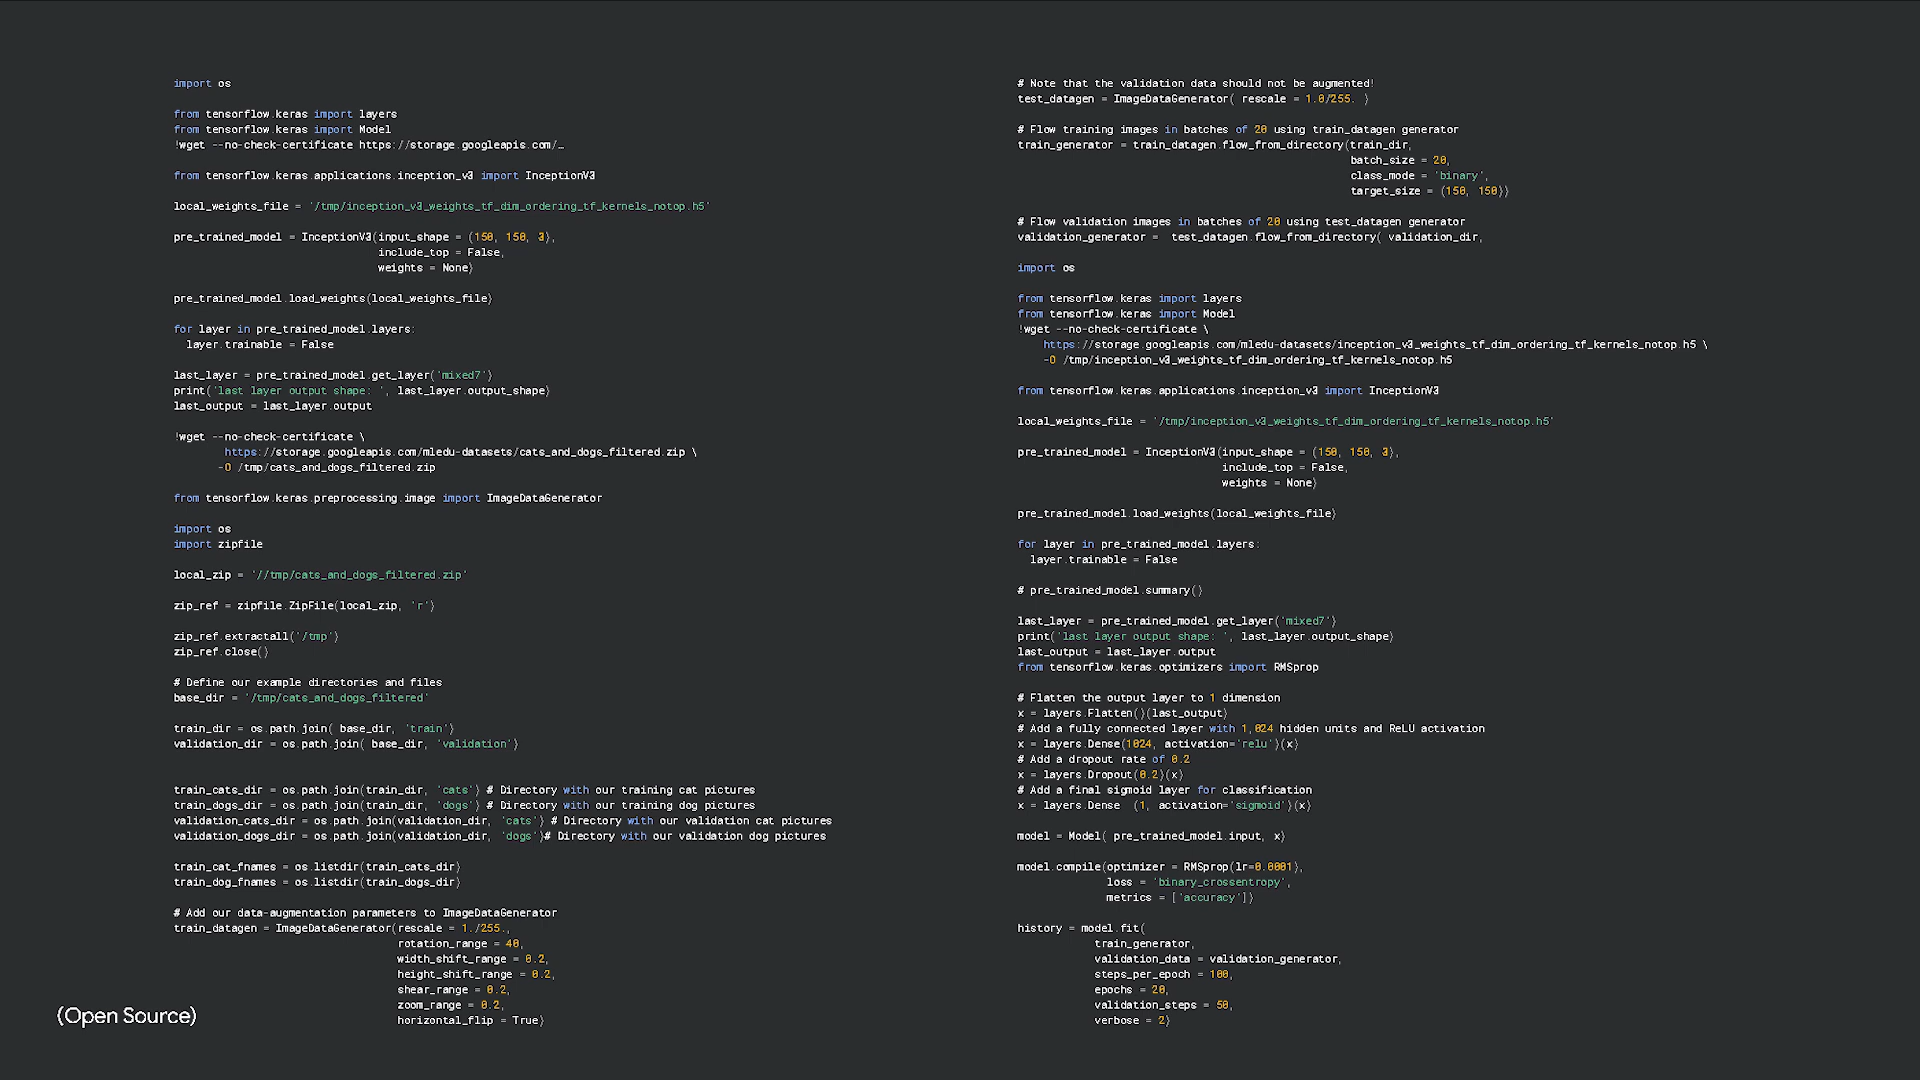 import os
from tensorflow.keras import layers
from tensorflow.keras import Model
!wget --no-check-certificate https://storage.googleapis.com/…
from tensorflow.keras.applications.inception_v3 import InceptionV3
local_weights_file = '/tmp/inception_v3_weights_tf_dim_ordering_tf_kernels_notop.h5'
pre_trained_model = InceptionV3(input_shape = (150, 150, 3),
include_top = False,
weights = None)
pre_trained_model.load_weights(local_weights_file)
for layer in pre_trained_model.layers:
layer.trainable = False
last_layer = pre_trained_model.get_layer('mixed7')
print('last layer output shape: ', last_layer.output_shape)
last_output = last_layer.output
!wget --no-check-certificate \
https://storage.googleapis.com/mledu-datasets/cats_and_dogs_filtered.zip \
-O /tmp/cats_and_dogs_filtered.zip
from tensorflow.keras.preprocessing.image import ImageDataGenerator
import os
import zipfile
local_zip = '//tmp/cats_and_dogs_filtered.zip'
zip_ref = zipfile.ZipFile(local_zip, 'r')
zip_ref.extractall('/tmp')
zip_ref.close()
# Define our example directories and files
base_dir = '/tmp/cats_and_dogs_filtered'
train_dir = os.path.join( base_dir, 'train')
validation_dir = os.path.join( base_dir, 'validation')
train_cats_dir = os.path.join(train_dir, 'cats') # Directory with our training cat pictures
train_dogs_dir = os.path.join(train_dir, 'dogs') # Directory with our training dog pictures
validation_cats_dir = os.path.join(validation_dir, 'cats') # Directory with our validation cat pictures
validation_dogs_dir = os.path.join(validation_dir, 'dogs')# Directory with our validation dog pictures
train_cat_fnames = os.listdir(train_cats_dir)
train_dog_fnames = os.listdir(train_dogs_dir)
# Add our data-augmentation parameters to ImageDataGenerator
train_datagen = ImageDataGenerator(rescale = 1./255.,
rotation_range = 40,
width_shift_range = 0.2,
height_shift_range = 0.2,
shear_range = 0.2,
zoom_range = 0.2,
horizontal_flip = True)
(Open Source)
# Note that the validation data should not be augmented!
test_datagen = ImageDataGenerator( rescale = 1.0/255. )
# Flow training images in batches of 20 using train_datagen generator
train_generator = train_datagen.flow_from_directory(train_dir,
batch_size = 20,
class_mode = 'binary',
target_size = (150, 150))
# Flow validation images in batches of 20 using test_datagen generator
validation_generator =  test_datagen.flow_from_directory( validation_dir,
import os
from tensorflow.keras import layers
from tensorflow.keras import Model
!wget --no-check-certificate \
https://storage.googleapis.com/mledu-datasets/inception_v3_weights_tf_dim_ordering_tf_kernels_notop.h5 \
-O /tmp/inception_v3_weights_tf_dim_ordering_tf_kernels_notop.h5
from tensorflow.keras.applications.inception_v3 import InceptionV3
local_weights_file = '/tmp/inception_v3_weights_tf_dim_ordering_tf_kernels_notop.h5'
pre_trained_model = InceptionV3(input_shape = (150, 150, 3),
include_top = False,
weights = None)
pre_trained_model.load_weights(local_weights_file)
for layer in pre_trained_model.layers:
layer.trainable = False
# pre_trained_model.summary()
last_layer = pre_trained_model.get_layer('mixed7')
print('last layer output shape: ', last_layer.output_shape)
last_output = last_layer.output
from tensorflow.keras.optimizers import RMSprop
# Flatten the output layer to 1 dimension
x = layers.Flatten()(last_output)
# Add a fully connected layer with 1,024 hidden units and ReLU activation
x = layers.Dense(1024, activation='relu')(x)
# Add a dropout rate of 0.2
x = layers.Dropout(0.2)(x)
# Add a final sigmoid layer for classification
x = layers.Dense  (1, activation='sigmoid')(x)
model = Model( pre_trained_model.input, x)
model.compile(optimizer = RMSprop(lr=0.0001),
loss = 'binary_crossentropy',
metrics = ['accuracy'])
history = model.fit(
train_generator,
validation_data = validation_generator,
steps_per_epoch = 100,
epochs = 20,
validation_steps = 50,
verbose = 2)